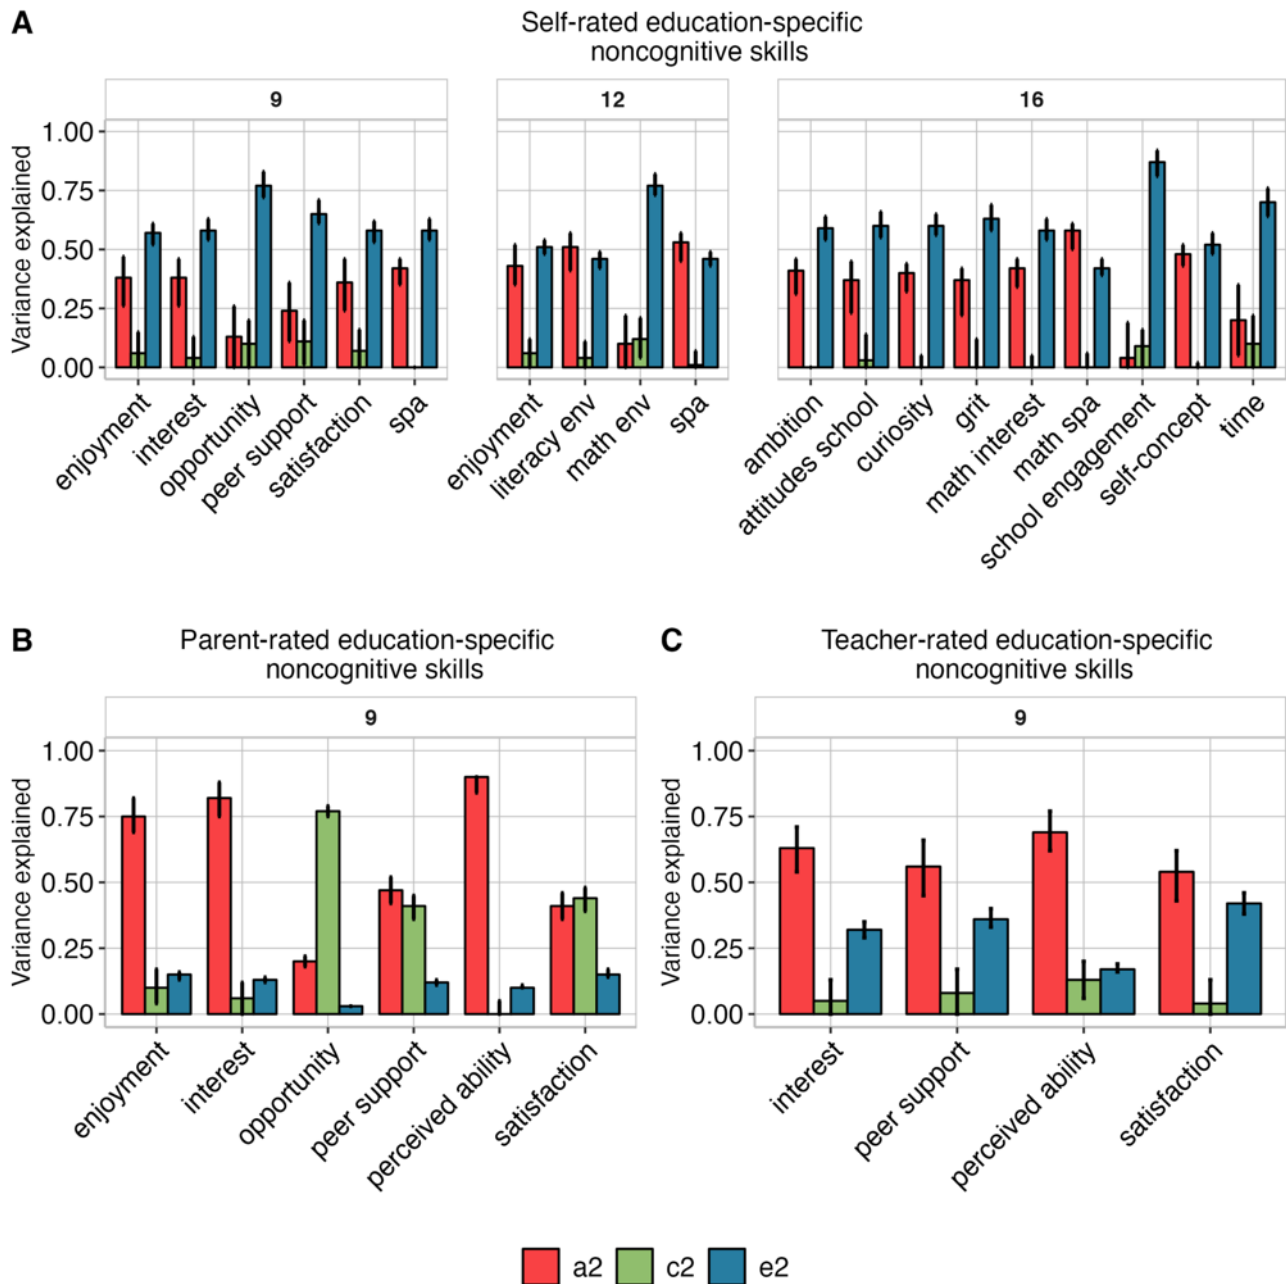 A
Self-rated education-specific
noncognitive skills
9
12
16
Variance explained
1.00
0.75
0.50
0.25
0.00
enjoyment
interest
opportunity
peer support
satisfaction
spa
enjoyment
literacy env
math env
spa
ambition
attitudes school
curiosity
grit
math interest
math spa
school engagement
self-concept
time
B
Parent-rated education-specific
noncognitive skills
9
Variance explained
1.00
0.75
0.50
0.25
0.00
enjoyment
interest
opportunity
peer support
perceived ability
satisfaction
C
Teacher-rated education-specific
noncognitive skills
9
Variance explained
1.00
0.75
0.50
0.25
0.00
interest
peer support
perceived ability
satisfaction
a2
c2
e2